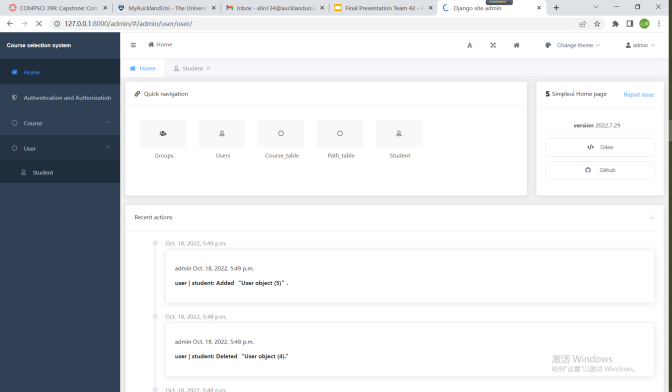 COMPSCI 399: Capstone: Com
MyAucklandUni - The Universi
Inbox - xlin134@aucklanduni
Final Presentation Team 42 -
Django site admin
127.0.0.1:8000/admin/#/admin/user/user/
Course selection system
Home
Change theme
admin
Home
Student
Home
Authentication and Authorization
Course
User
Student
Quick navigation
Groups
Users
Course_table
Path_table
Student
Simpleui Home page
Report issue
version 2022.7.29
Gitee
Github
Recent actions
Oct. 18, 2022, 5:49 p.m.
admin Oct. 18, 2022, 5:49 p.m.
user | student: Added “User object (5)” .
Oct. 18, 2022, 5:48 p.m.
admin Oct. 18, 2022, 5:48 p.m.
user | student: Deleted “User object (4).”
Oct. 18, 2022, 5:48 p.m.
激活 Windows
转到"设置"以激活 Windows。